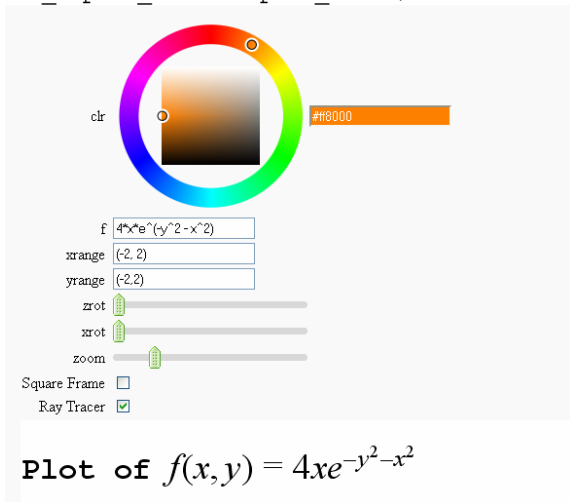 clr #ff8000
f 4*x*e^(-y^2 - x^2)
xrange (-2, 2)
yrange (-2,2)
zrot
xrot
zoom
Square Frame
Ray Tracer
Plot of f(x, y) = 4xe^{-y^2-x^2}